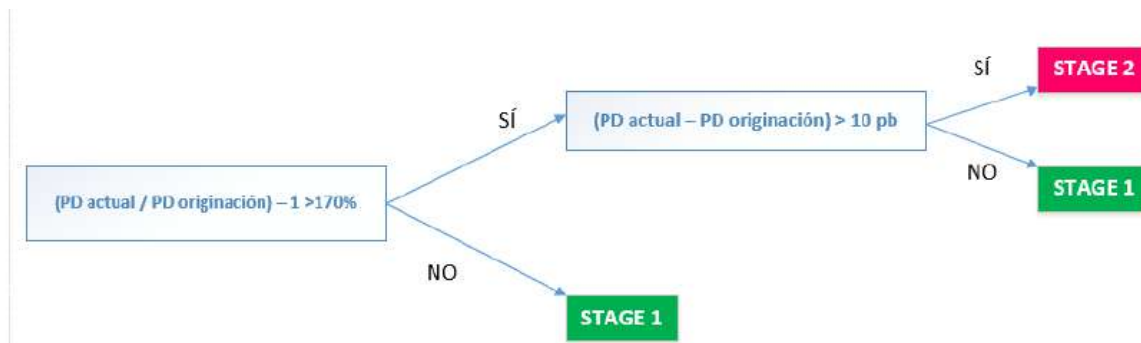 STAGE 2
SÍ
SÍ
(PD actual – PD originación) > 10 pb
NO
STAGE 1
(PD actual / PD originación) – 1 >170%
NO
STAGE 1